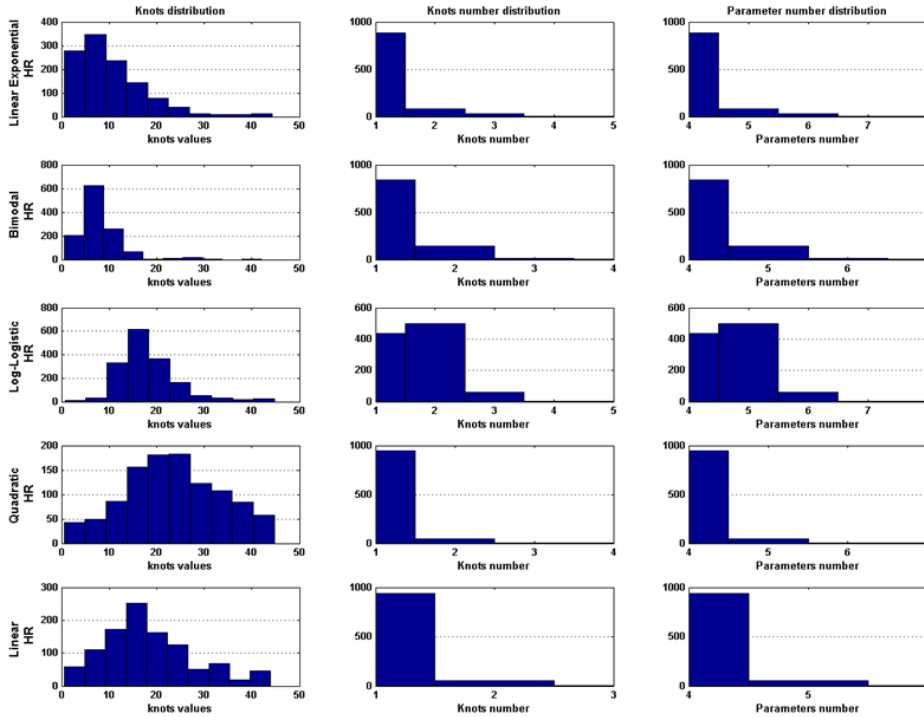 Knots distribution
Knots number distribution
Parameter number distribution
Linear Exponential
HR
400
300
200
100
0
0 10 20 30 40 50
knots values
1000
500
0
1 2 3 4 5
Knots number
1000
500
0
4 5 6 7
Parameters number
Bimodal
HR
800
600
400
200
0
0 10 20 30 40 50
knots values
1000
500
0
1 2 3 4
Knots number
1000
500
0
4 5 6
Parameters number
Log-Logistic
HR
800
600
400
200
0
0 10 20 30 40 50
knots values
600
400
200
0
1 2 3 4 5
Knots number
600
400
200
0
4 5 6 7
Parameters number
Quadratic
HR
200
150
100
50
0
0 10 20 30 40 50
knots values
1000
500
0
1 2 3 4
Knots number
1000
500
0
4 5 6
Parameters number
Linear
HR
300
200
100
0
0 10 20 30 40 50
knots values
1000
500
0
1 2 3
Knots number
1000
500
0
4 5
Parameters number